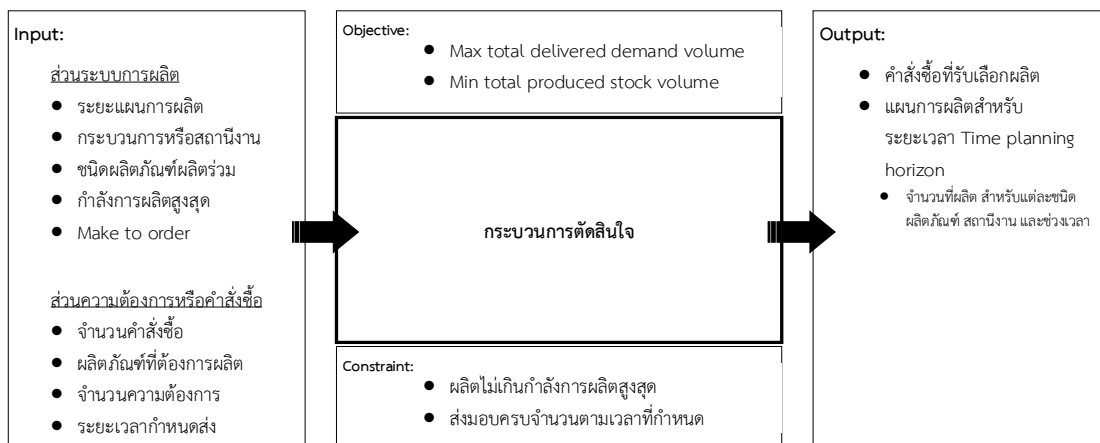 Input:
ส่วนระบบการผลิต
● ระยะแผนการผลิต
● กระบวนการหรือสถานีงาน
● ชนิดผลิตภัณฑ์ผลิตร่วม
● กำลังการผลิตสูงสุด
● Make to order
ส่วนความต้องการหรือคำสั่งซื้อ
● จำนวนคำสั่งซื้อ
● ผลิตภัณฑ์ที่ต้องการผลิต
● จำนวนความต้องการ
● ระยะเวลากำหนดส่ง
Objective:
● Max total delivered demand volume
● Min total produced stock volume
กระบวนการตัดสินใจ
Constraint:
● ผลิตไม่เกินกำลังการผลิตสูงสุด
● ส่งมอบครบจำนวนตามเวลาที่กำหนด
Output:
● คำสั่งซื้อที่รับเลือกผลิต
● แผนการผลิตสำหรับ
ระยะเวลา Time planning
horizon
● จำนวนที่ผลิต สำหรับแต่ละชนิด
ผลิตภัณฑ์ สถานีงาน และช่วงเวลา